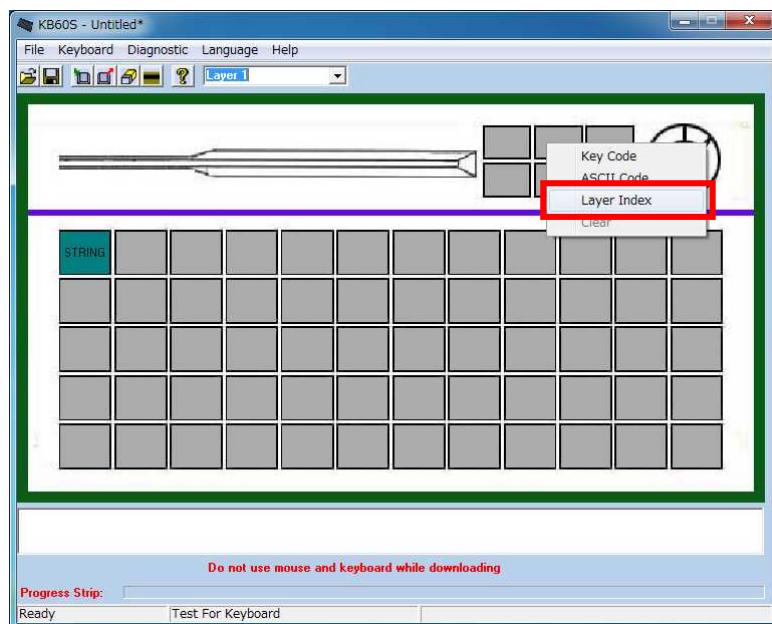 KB60S - Untitled*
File Keyboard Diagnostic Language Help
Layer 1
Key Code
ASCII Code
Layer Index
Clear
STRING
Do not use mouse and keyboard while downloading
Progress Strip:
Ready Test For Keyboard